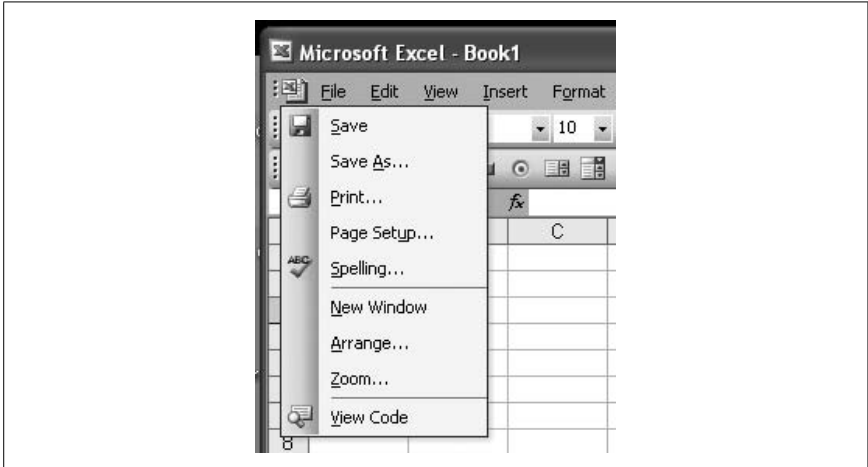 Microsoft Excel - Book1
File Edit View Insert Format
Save
10
Save As...
Print...
fx
Page Setup...
C
ABC
Spelling...
New Window
Arrange...
Zoom...
View Code
8